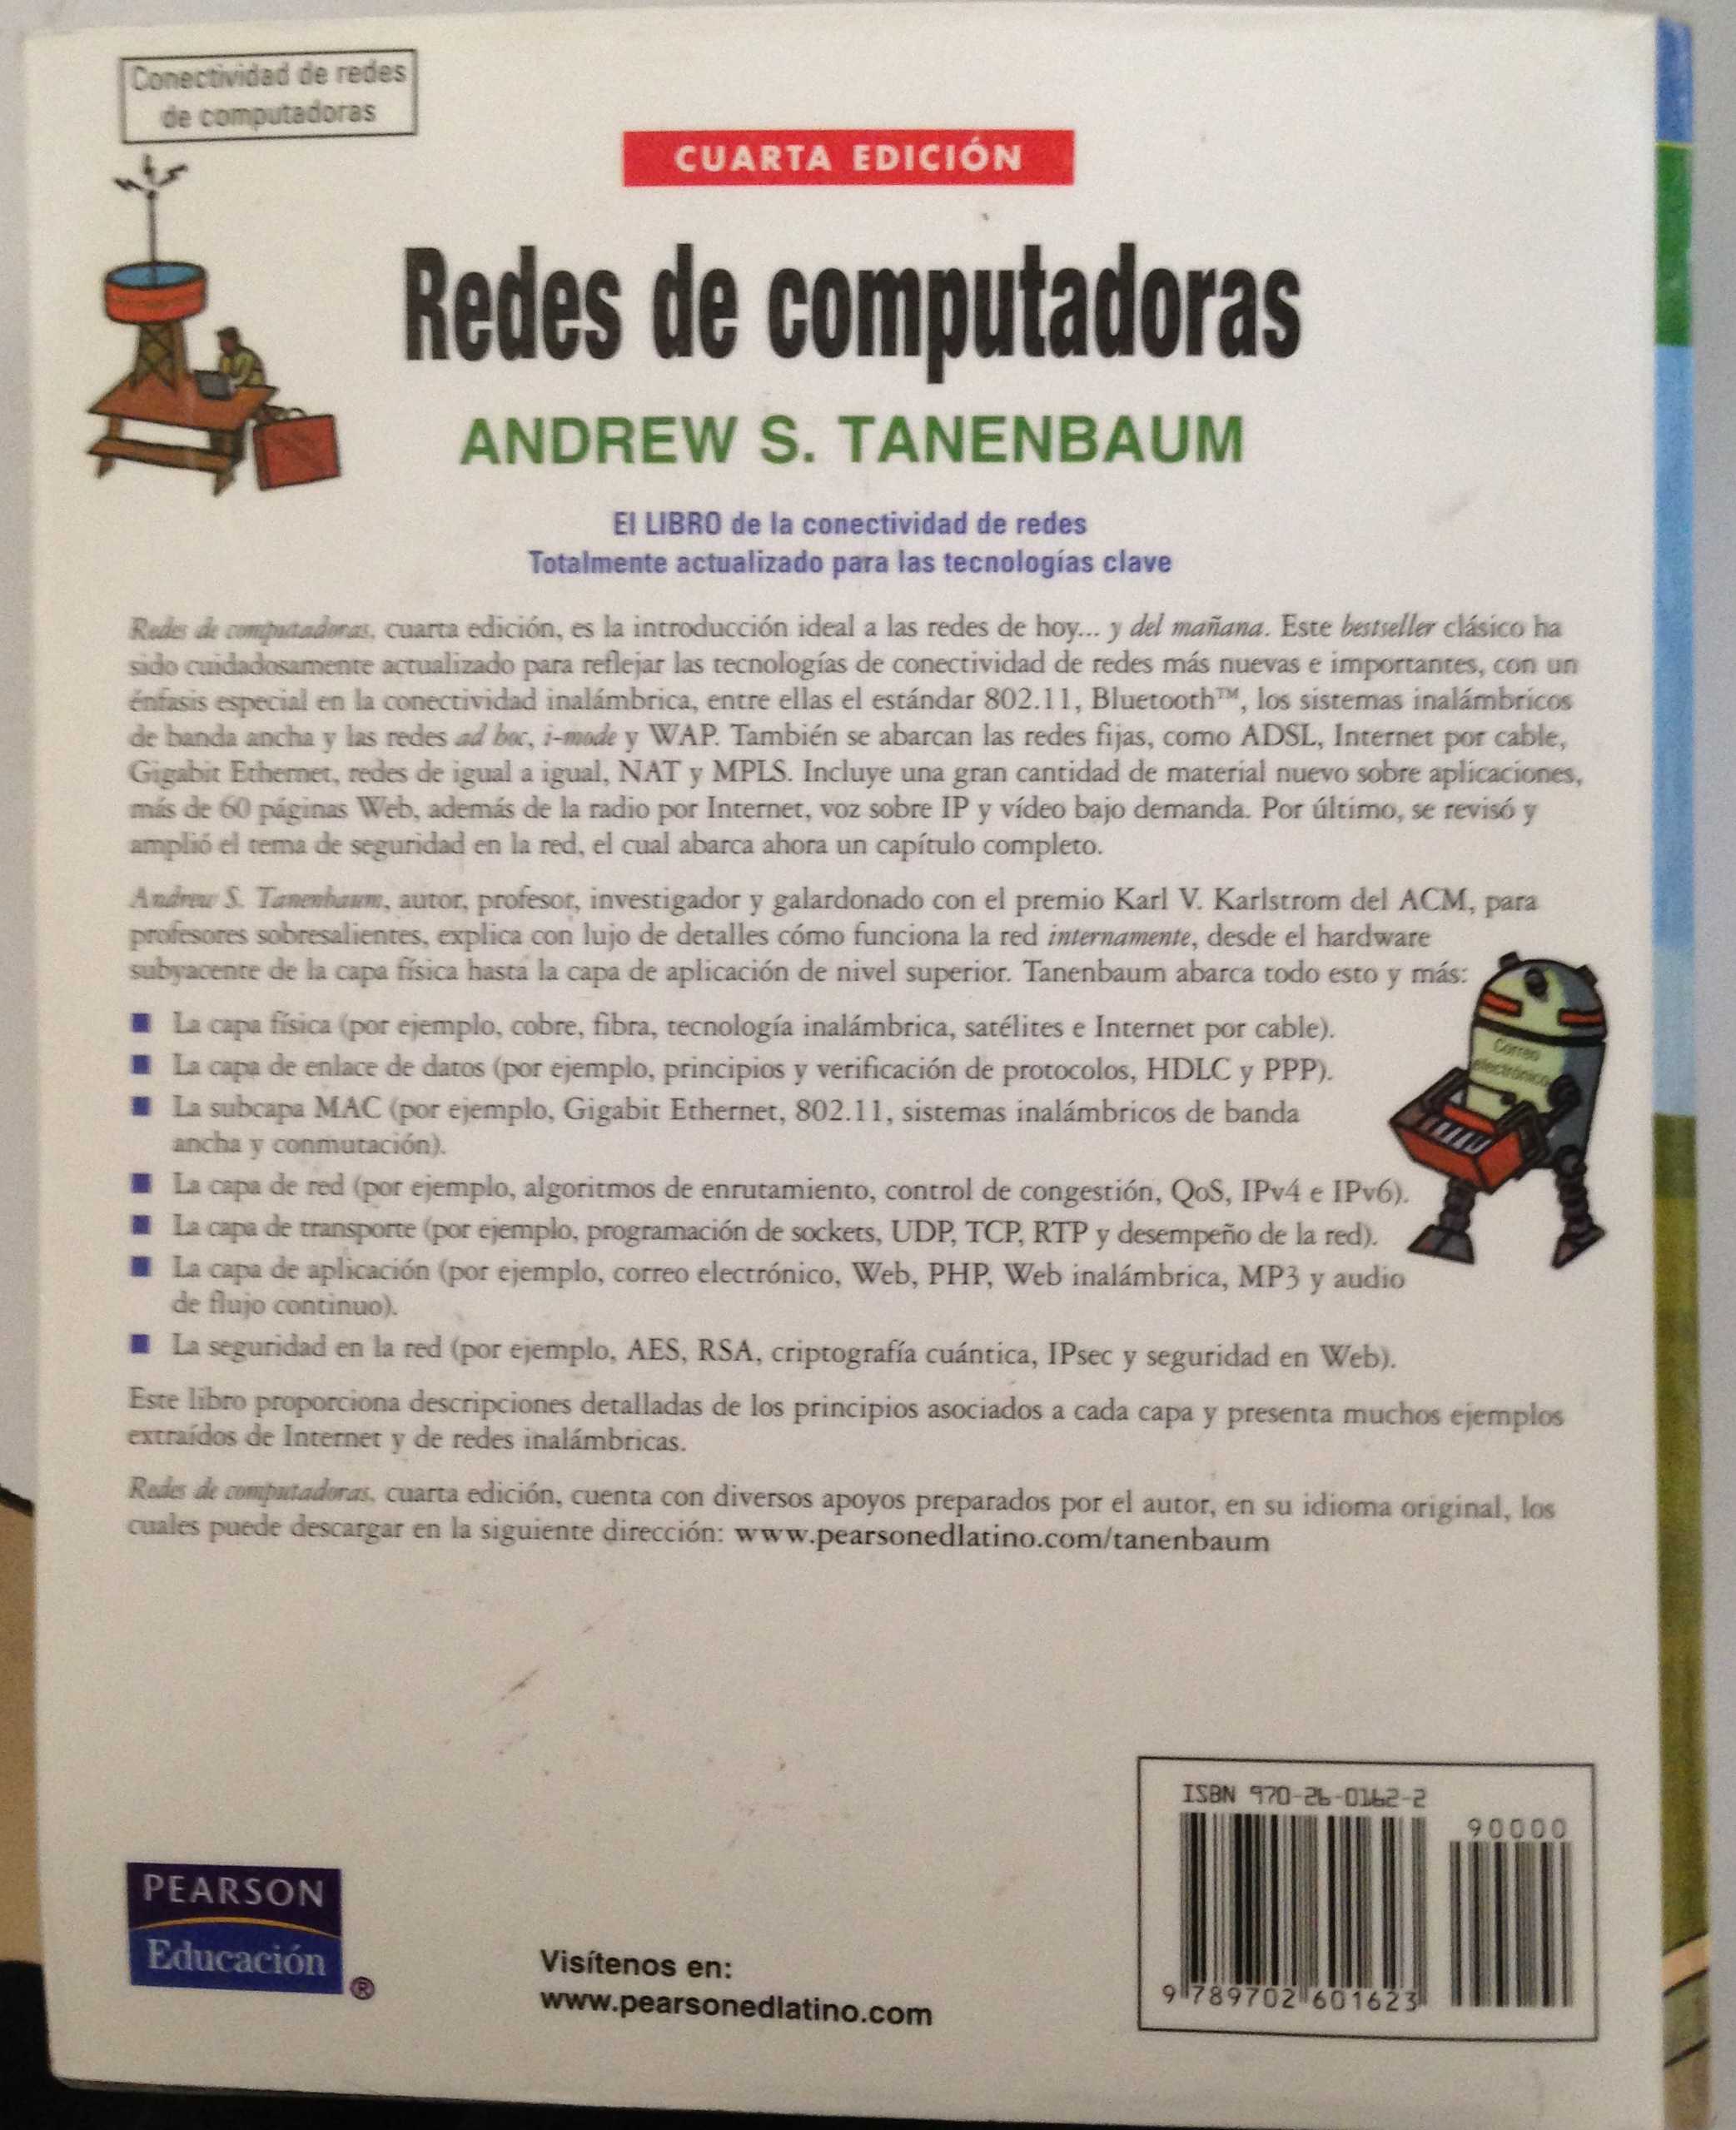 Conectividad de redes
de computadoras
CUARTA EDICIÓN
Redes de computadoras
ANDREW S. TANENBAUM
El LIBRO de la conectividad de redes
Totalmente actualizado para las tecnologías clave
Redes de computadoras, cuarta edición, es la introducción ideal a las redes de hoy... y del mañana. Este bestseller clásico ha
sido cuidadosamente actualizado para reflejar las tecnologías de conectividad de redes más nuevas e importantes, con un
énfasis especial en la conectividad inalámbrica, entre ellas el estándar 802.11, Bluetooth™, los sistemas inalámbricos
de banda ancha y las redes ad hoc, i-mode y WAP. También se abarcan las redes fijas, como ADSL, Internet por cable,
Gigabit Ethernet, redes de igual a igual, NAT y MPLS. Incluye una gran cantidad de material nuevo sobre aplicaciones,
más de 60 páginas Web, además de la radio por Internet, voz sobre IP y vídeo bajo demanda. Por último, se revisó y
amplió el tema de seguridad en la red, el cual abarca ahora un capítulo completo.
Andrew S. Tanenbaum, autor, profesor, investigador y galardonado con el premio Karl V. Karlstrom del ACM, para
profesores sobresalientes, explica con lujo de detalles cómo funciona la red internamente, desde el hardware
subyacente de la capa física hasta la capa de aplicación de nivel superior. Tanenbaum abarca todo esto y más:
■ La capa física (por ejemplo, cobre, fibra, tecnología inalámbrica, satélites e Internet por cable).
■ La capa de enlace de datos (por ejemplo, principios y verificación de protocolos, HDLC y PPP).
■ La subcapa MAC (por ejemplo, Gigabit Ethernet, 802.11, sistemas inalámbricos de banda
ancha y conmutación).
■ La capa de red (por ejemplo, algoritmos de enrutamiento, control de congestión, QoS, IPv4 e IPv6).
■ La capa de transporte (por ejemplo, programación de sockets, UDP, TCP, RTP y desempeño de la red).
■ La capa de aplicación (por ejemplo, correo electrónico, Web, PHP, Web inalámbrica, MP3 y audio
de flujo continuo).
■ La seguridad en la red (por ejemplo, AES, RSA, criptografía cuántica, IPsec y seguridad en Web).
Correo
electrónico
Este libro proporciona descripciones detalladas de los principios asociados a cada capa y presenta muchos ejemplos
extraídos de Internet y de redes inalámbricas.
Redes de computadoras, cuarta edición, cuenta con diversos apoyos preparados por el autor, en su idioma original, los
cuales puede descargar en la siguiente dirección: www.pearsonedlatino.com/tanenbaum
PEARSON
Educación
®
Visítenos en:
www.pearsonedlatino.com
ISBN 970-26-0162-2
90000
9 789702 601623